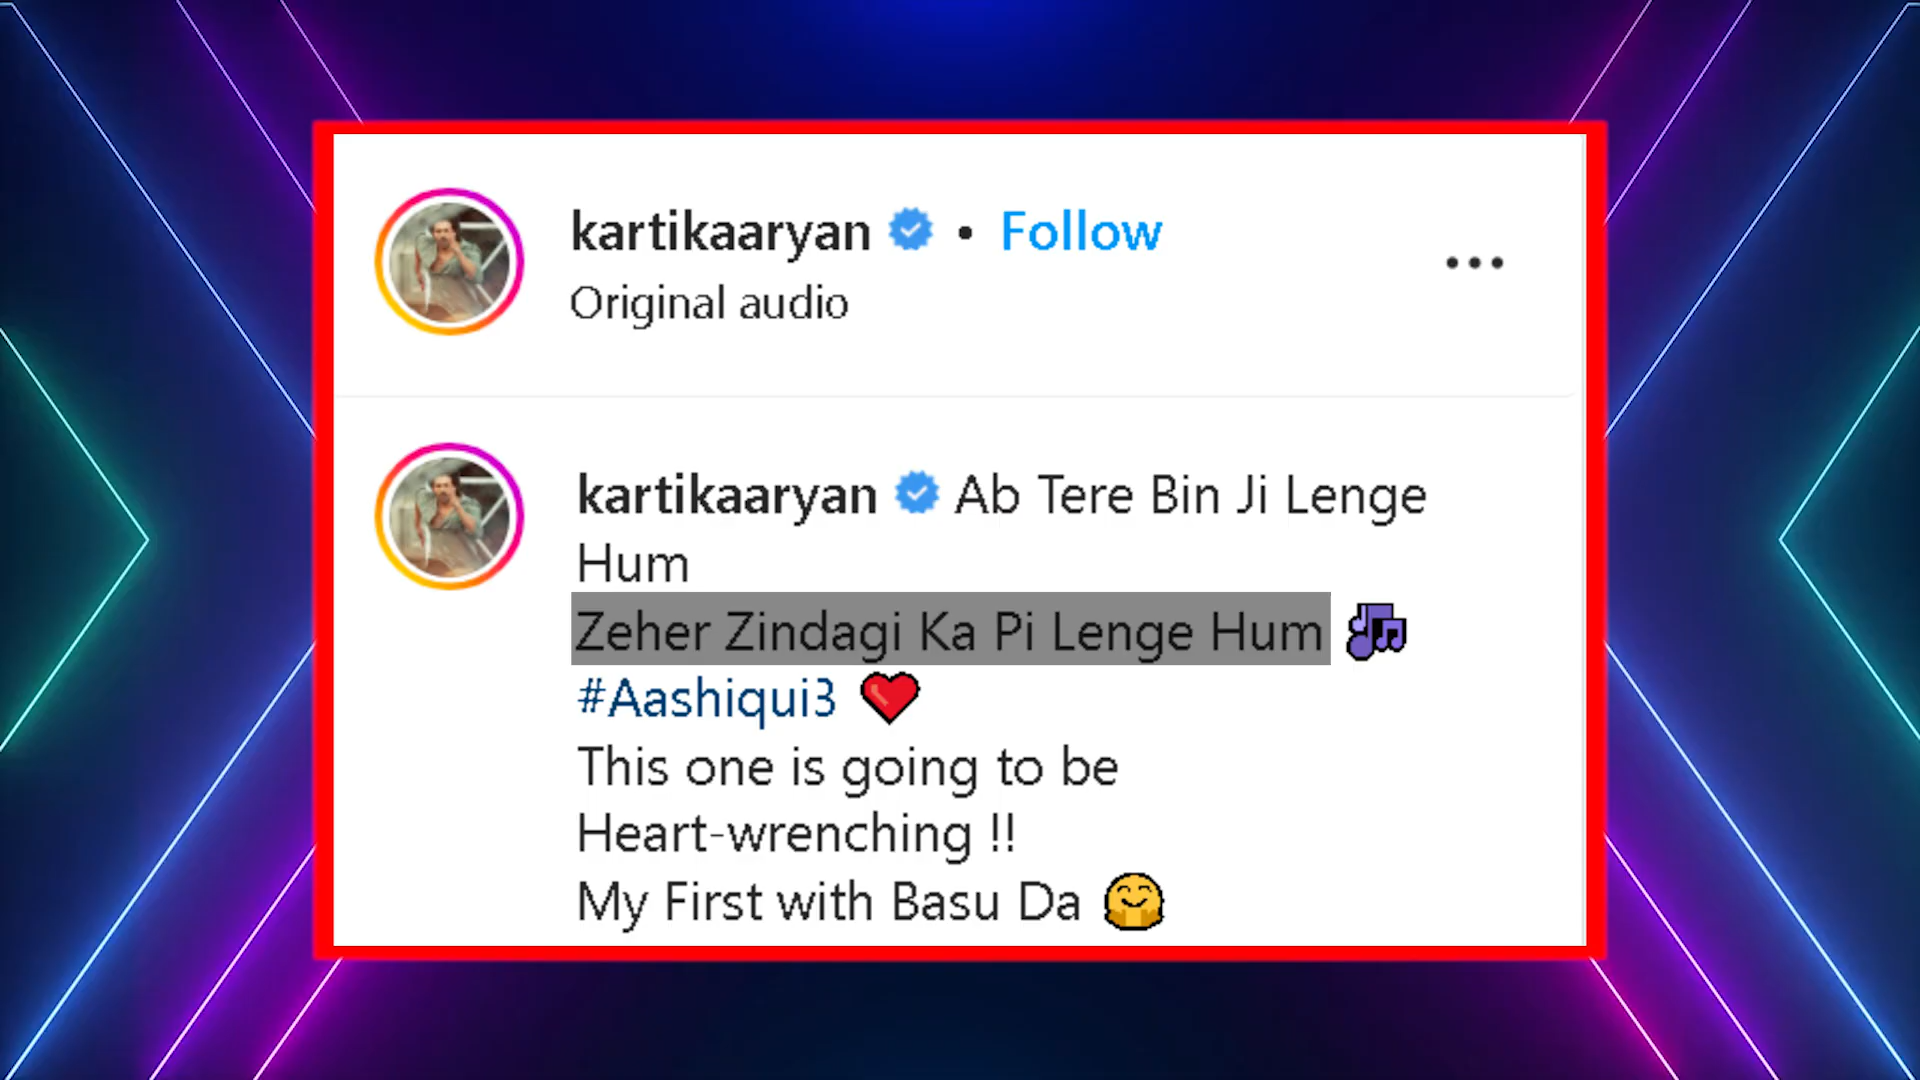 kartikaaryan • Follow
Original audio
kartikaaryan Ab Tere Bin Ji Lenge
Hum
Zeher Zindagi Ka Pi Lenge Hum 🎶
#Aashiqui3 ❤️
This one is going to be
Heart-wrenching !!
My First with Basu Da 🤗